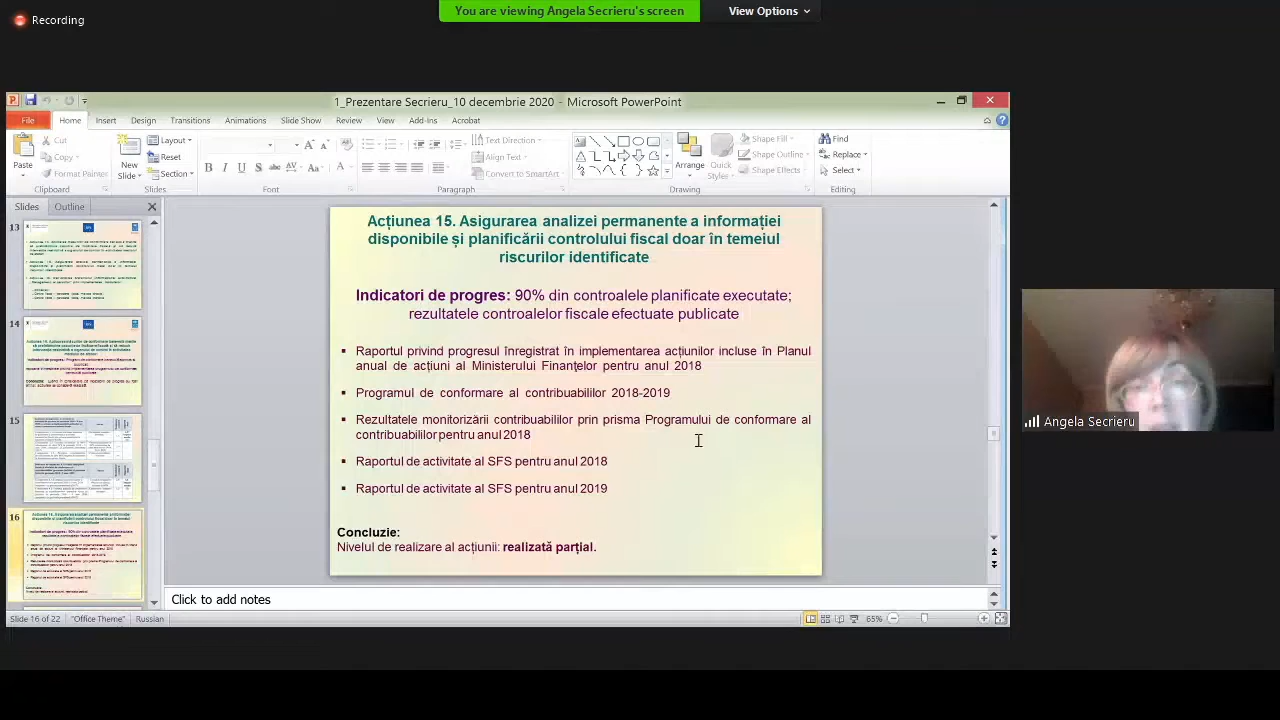 Recording
You are viewing Angela Secrieru's screen
View Options
1_Prezentare Secrieru_10 decembrie 2020 - Microsoft PowerPoint
File Home Insert Design Transitions Animations Slide Show Review View Add-Ins Acrobat
Paste
Cut
Copy
Format Painter
Clipboard
New
Slide
Layout
Reset
Section
Slides
Font
Text Direction
Align Text
Convert to SmartArt
Paragraph
Arrange
Quick
Styles
Shape Fill
Shape Outline
Shape Effects
Drawing
Find
Replace
Select
Editing
Slides Outline
13
14
15
16
Acțiunea 15. Asigurarea analizei permanente a informației
disponibile și planificării controlului fiscal doar în temeiul
riscurilor identificate
Indicatori de progres: 90% din controalele planificate executate;
rezultatele controalelor fiscale efectuate publicate
Raportul privind progresul înregistrat în implementarea acțiunilor incluse în Planul
anual de acțiuni al Ministerului Finanțelor pentru anul 2018
Programul de conformare al contribuabililor 2018-2019
Rezultatele monitorizării contribuabililor prin prisma Programului de conformare al
contribuabililor pentru anul 2018
Raportul de activitate al SFS pentru anul 2018
Raportul de activitate al SFS pentru anul 2019
Concluzie:
Nivelul de realizare al acțiunii: realizată parțial.
Angela Secrieru
Click to add notes
Slide 16 of 22 "Office Theme" Russian 65%